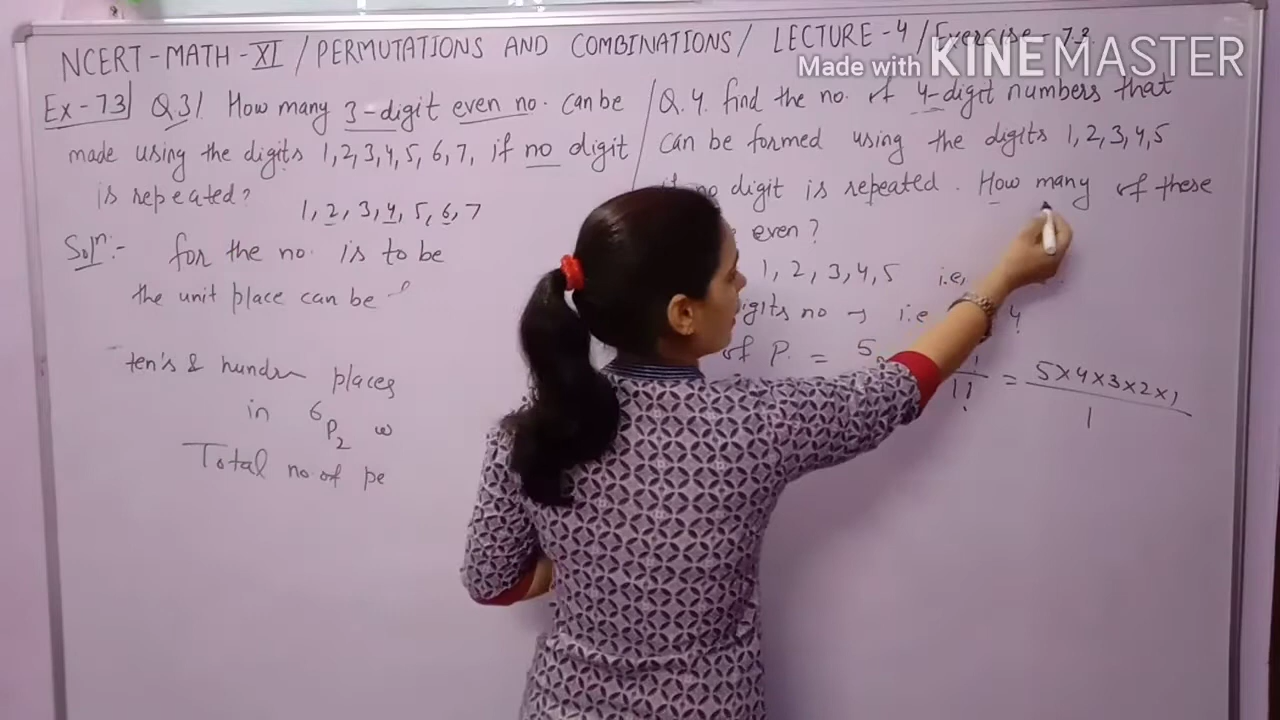 NCERT-MATH-XI / PERMUTATIONS AND COMBINATIONS / LECTURE-4 / Exercise-7.3
Made with KINEMASTER
Ex-7.3 Q.3/ How many 3-digit even no. can be
made using the digits 1,2,3,4,5,6,7, if no digit
is repeated?
1, 2, 3, 4, 5, 6, 7
Solⁿ:- for the no. is to be
the unit place can be
ten's & hundre places
in ⁶P₂ w
Total no. of pe
Q.4. find the no. of 4-digit numbers that
can be formed using the digits 1,2,3,4,5
no digit is repeated. How many of these
even?
1, 2, 3, 4, 5 i.e,
igits no → i.e 4
of P. = 5 1! = 5×4×3×2×1 / 1